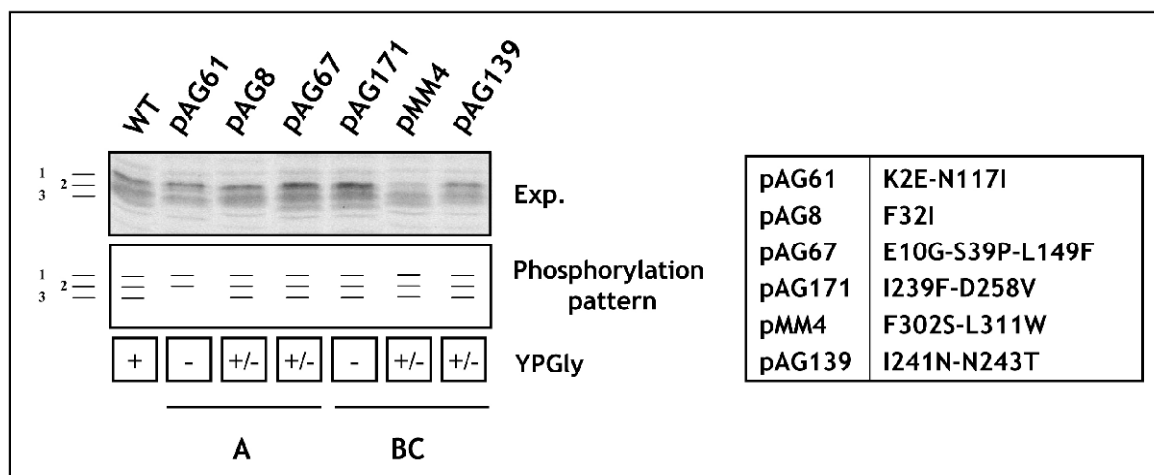 WT pAG61 pAG8 pAG67 pAG171 pMM4 pAG139
1
2
3
Exp.
1
2
3
Phosphorylation
pattern
+ - +/- +/- - +/- +/- YPGly
A BC
pAG61 K2E-N117I
pAG8 F32I
pAG67 E10G-S39P-L149F
pAG171 I239F-D258V
pMM4 F302S-L311W
pAG139 I241N-N243T